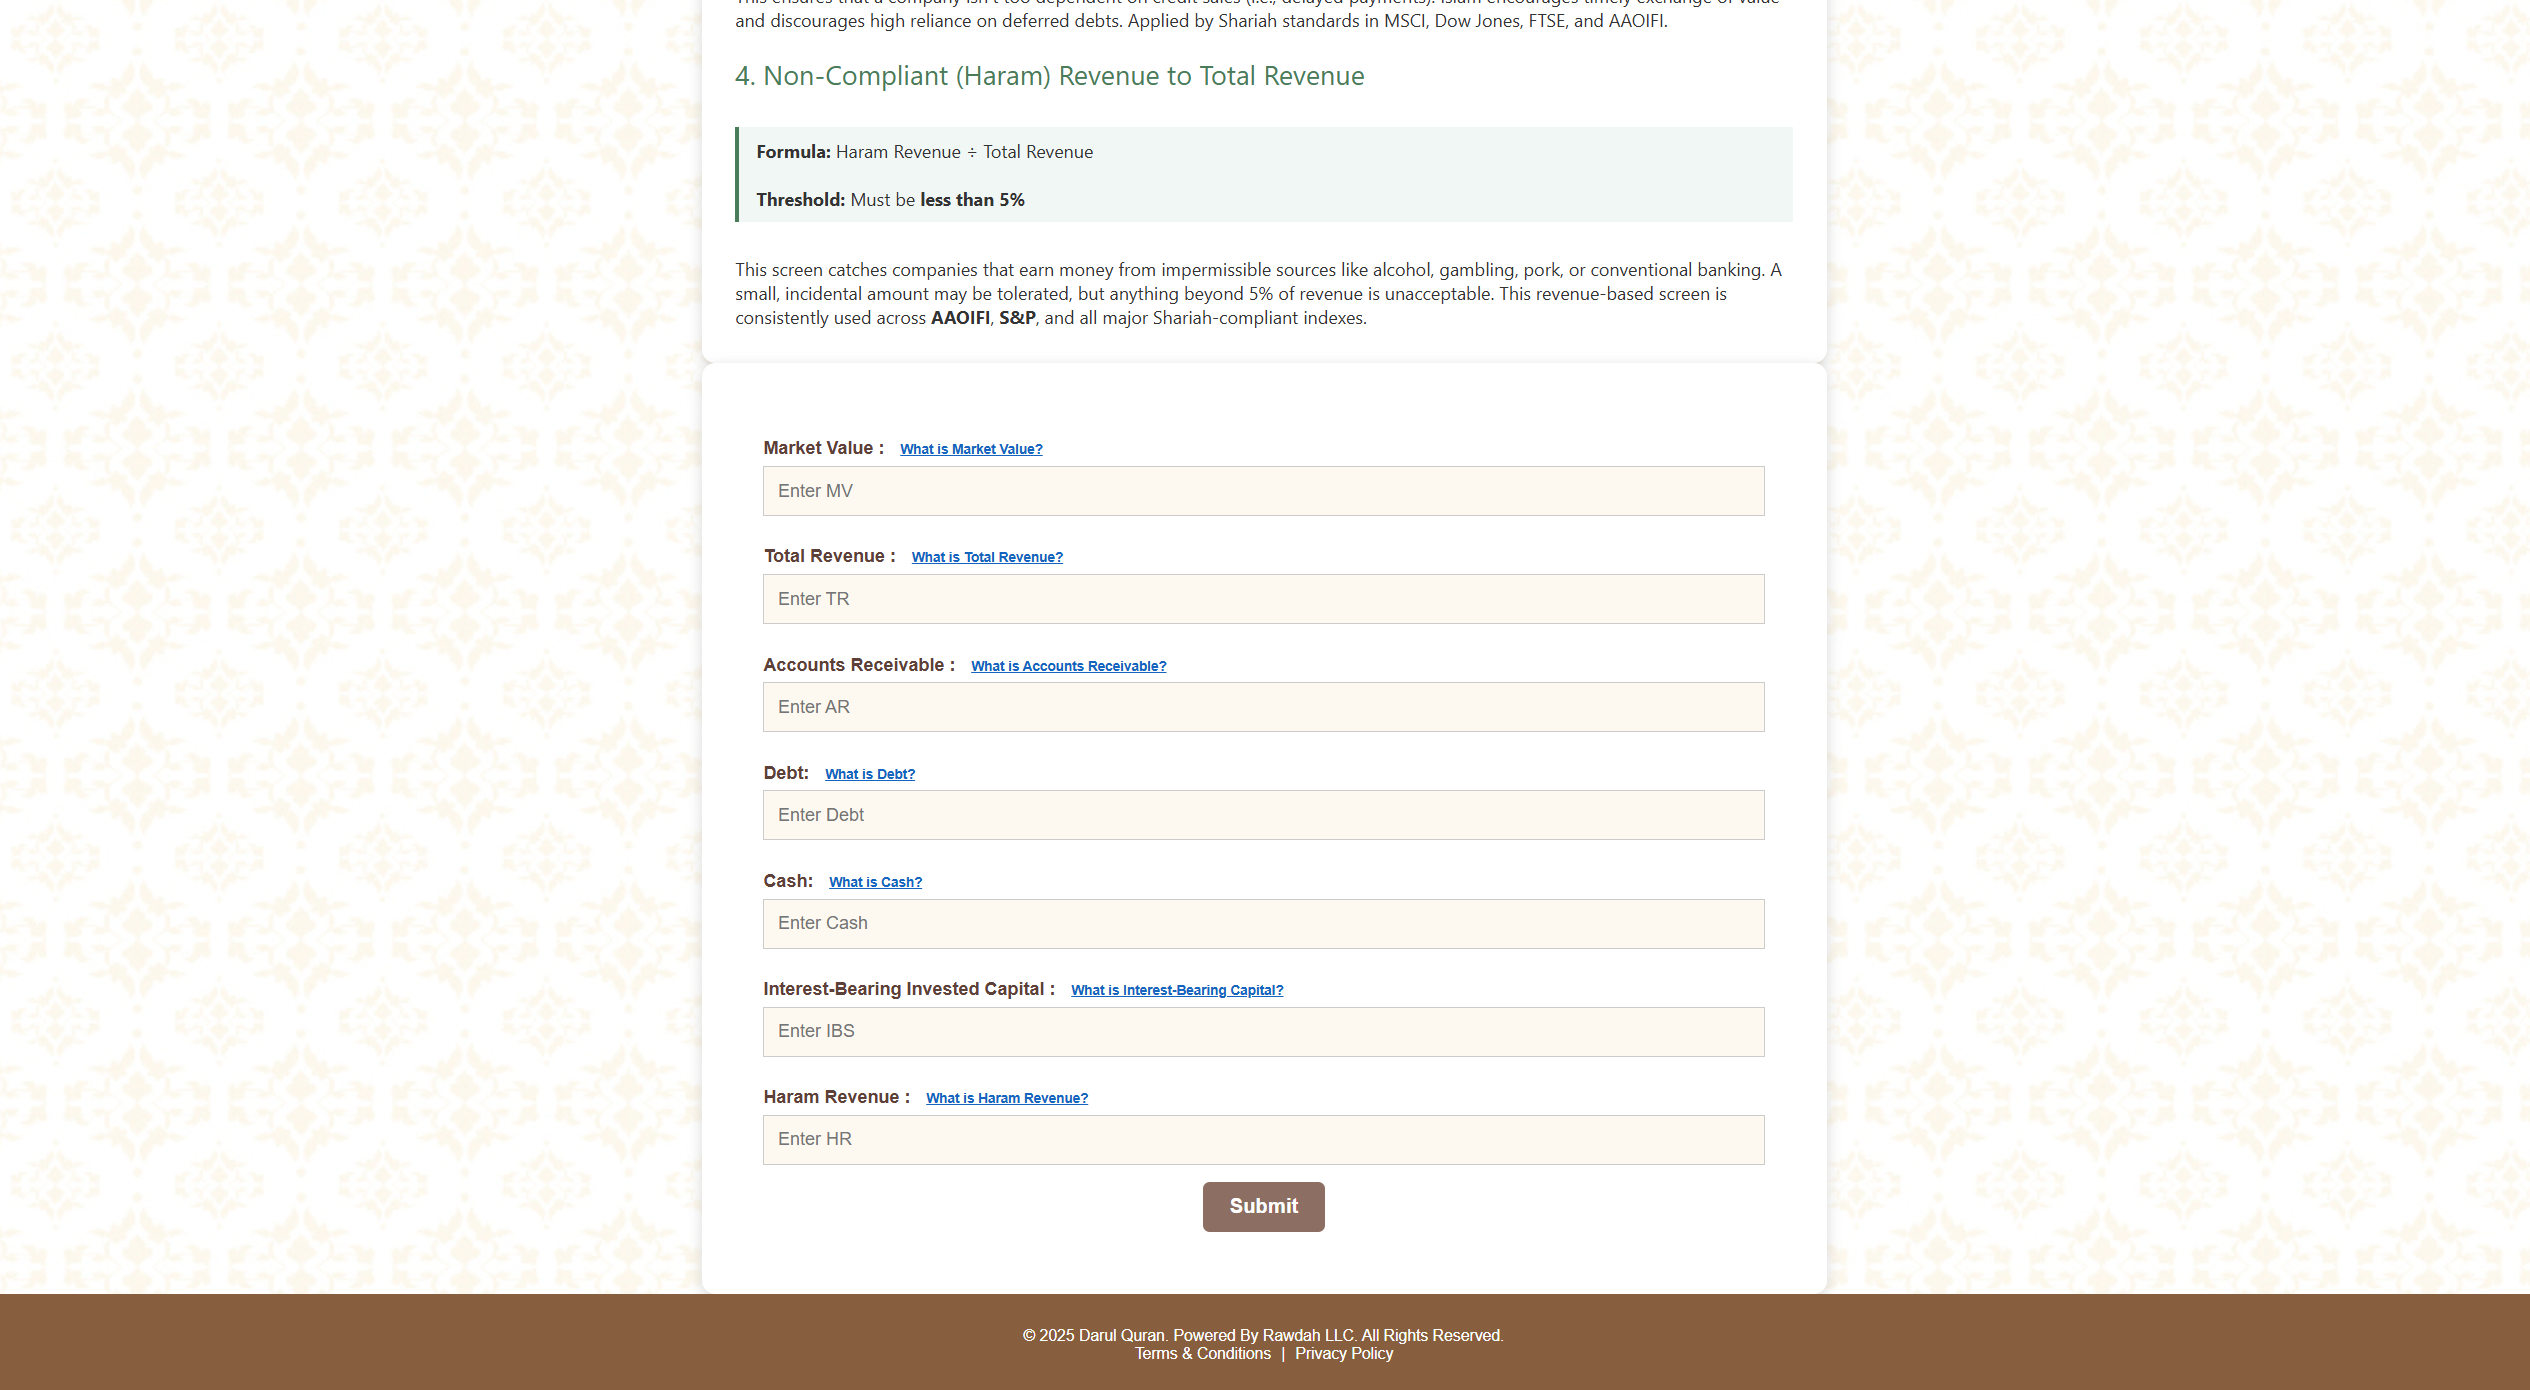 and discourages high reliance on deferred debts. Applied by Shariah standards in MSCI, Dow Jones, FTSE, and AAOIFI.
4. Non-Compliant (Haram) Revenue to Total Revenue
Formula: Haram Revenue ÷ Total Revenue
Threshold: Must be less than 5%
This screen catches companies that earn money from impermissible sources like alcohol, gambling, pork, or conventional banking. A
small, incidental amount may be tolerated, but anything beyond 5% of revenue is unacceptable. This revenue-based screen is
consistently used across AAOIFI, S&P, and all major Shariah-compliant indexes.
Market Value : What is Market Value?
Enter MV
Total Revenue : What is Total Revenue?
Enter TR
Accounts Receivable : What is Accounts Receivable?
Enter AR
Debt: What is Debt?
Enter Debt
Cash: What is Cash?
Enter Cash
Interest-Bearing Invested Capital : What is Interest-Bearing Capital?
Enter IBS
Haram Revenue : What is Haram Revenue?
Enter HR
Submit
© 2025 Darul Quran. Powered By Rawdah LLC. All Rights Reserved.
Terms & Conditions | Privacy Policy